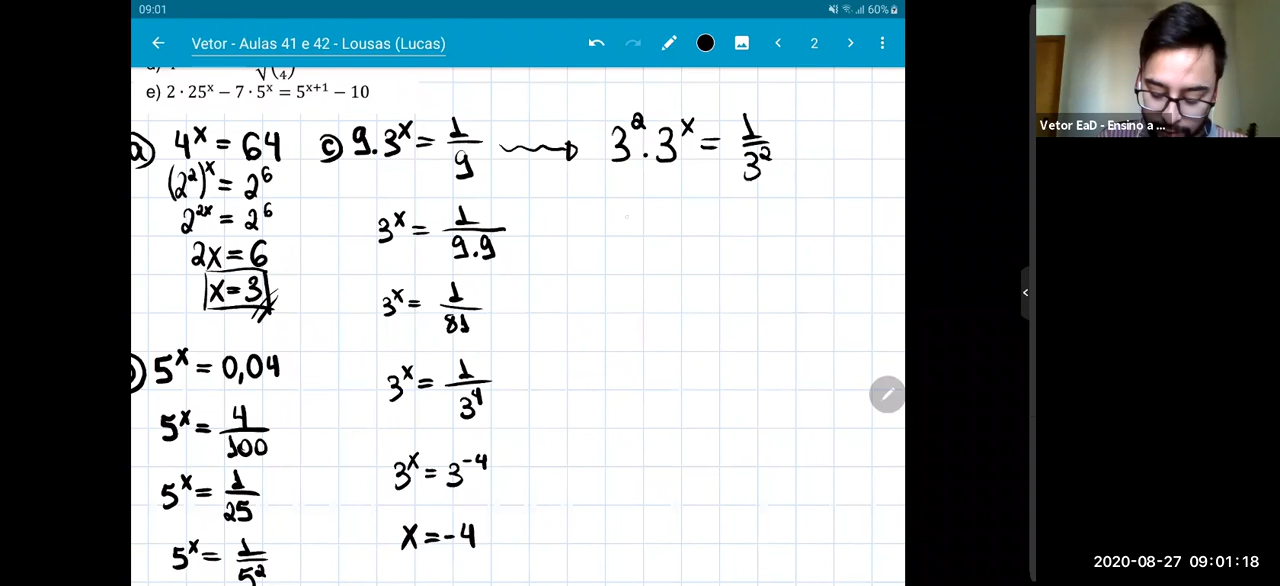 09:01
60%
Vetor - Aulas 41 e 42 - Lousas (Lucas)
2
√(4)
e) 2 · 25ˣ − 7 · 5ˣ = 5ˣ⁺¹ − 10
a) 4ˣ = 64
(2²)ˣ = 2⁶
2²ˣ = 2⁶
2x = 6
x = 3
5ˣ = 0,04
5ˣ = 4/100
5ˣ = 1/25
5ˣ = 1/5²
c) 9.3ˣ = 1/9
3ˣ = 1/9.9
3ˣ = 1/81
3ˣ = 1/3⁴
3ˣ = 3⁻⁴
x = -4
3² . 3ˣ = 1/3²
Vetor EaD - Ensino a ...
2020-08-27 09:01:18